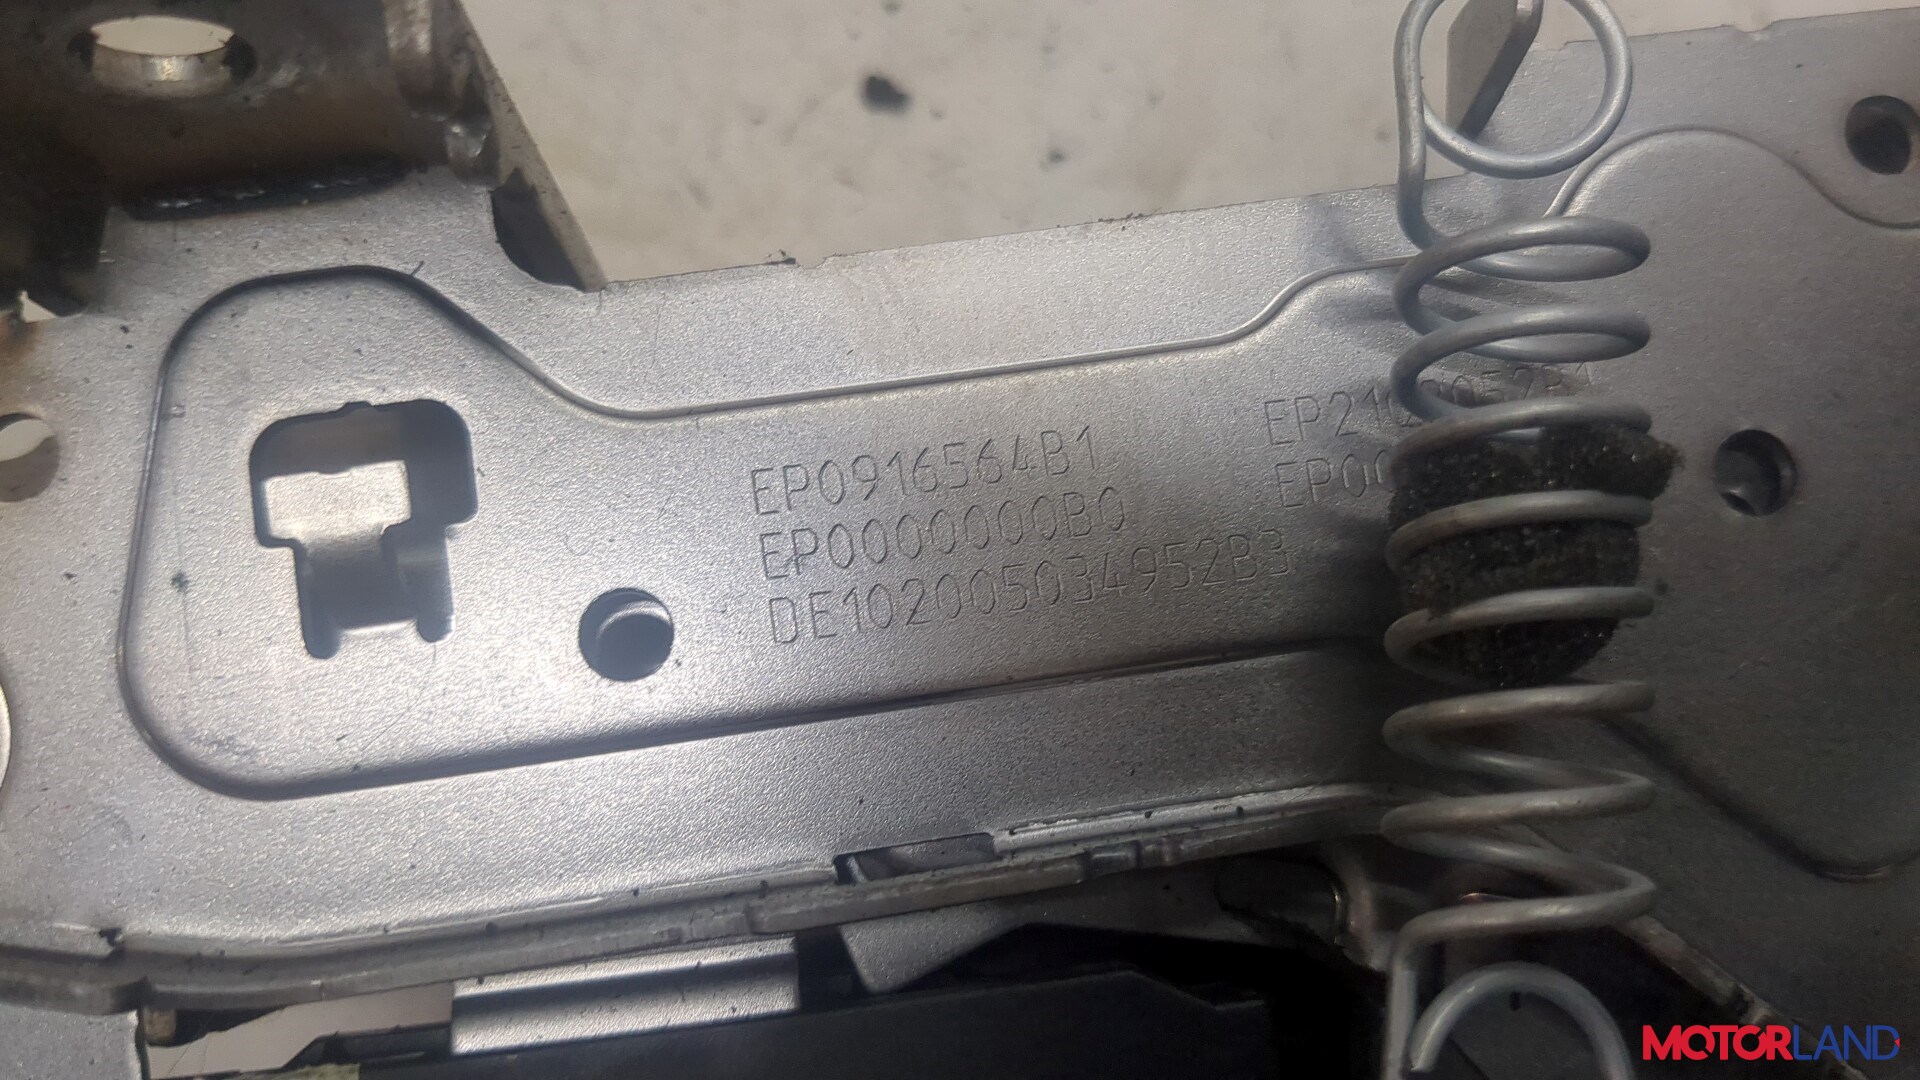 EP0916564B1
EP0000000B0
DE102005034952B3
MOTORLAND